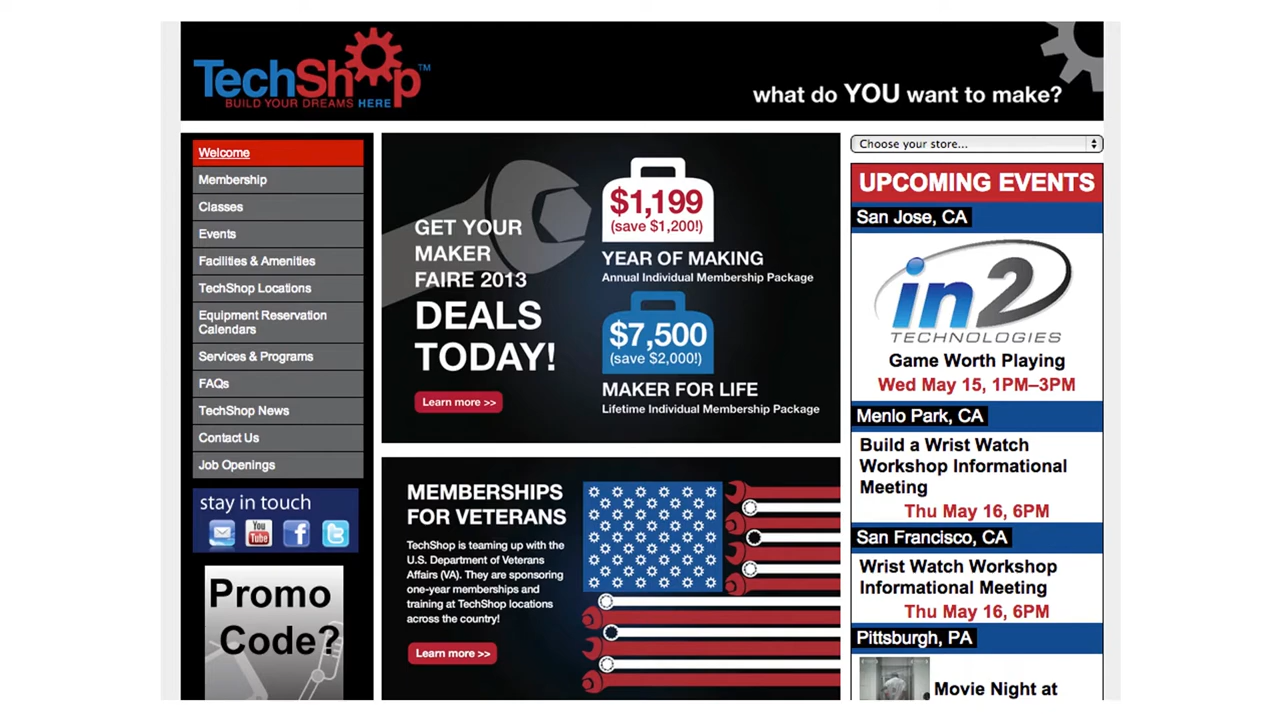 TechShop™
BUILD YOUR DREAMS HERE
what do YOU want to make?
Welcome
Membership
Classes
Events
Facilities & Amenities
TechShop Locations
Equipment Reservation
Calendars
Services & Programs
FAQs
TechShop News
Contact Us
Job Openings
stay in touch
You
Tube
f
t
Promo
Code?
GET YOUR
MAKER
FAIRE 2013
DEALS
TODAY!
Learn more >>
$1,199
(save $1,200!)
YEAR OF MAKING
Annual Individual Membership Package
$7,500
(save $2,000!)
MAKER FOR LIFE
Lifetime Individual Membership Package
MEMBERSHIPS
FOR VETERANS
TechShop is teaming up with the
U.S. Department of Veterans
Affairs (VA). They are sponsoring
one-year memberships and
training at TechShop locations
across the country!
Learn more >>
Choose your store...
UPCOMING EVENTS
San Jose, CA
in2
TECHNOLOGIES
Game Worth Playing
Wed May 15, 1PM–3PM
Menlo Park, CA
Build a Wrist Watch
Workshop Informational
Meeting
Thu May 16, 6PM
San Francisco, CA
Wrist Watch Workshop
Informational Meeting
Thu May 16, 6PM
Pittsburgh, PA
Movie Night at